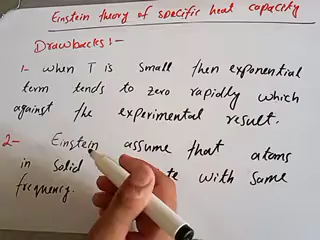 Einstein theory of specific heat capacity
Drawbacks:-
1- when T is small then exponential
term tends to zero rapidly which
against the experimental result.
2- Einstein assume that atoms
in solid te with same
frequency.